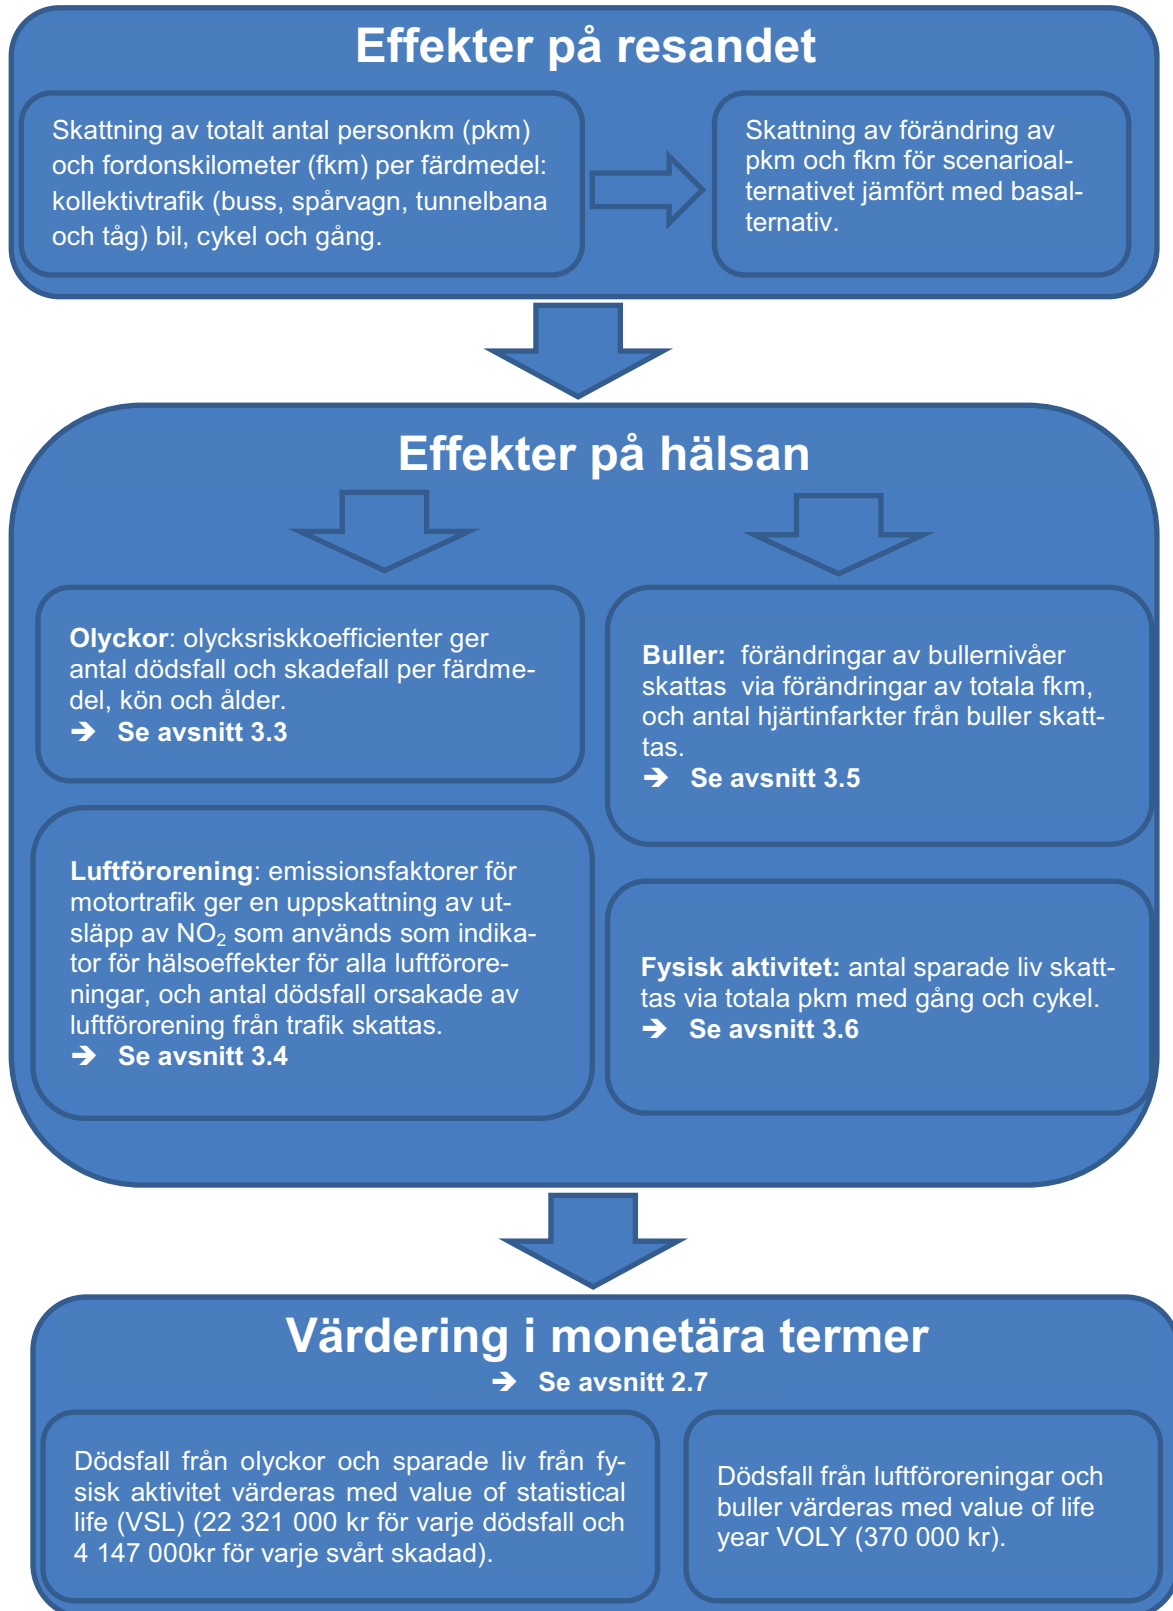 Effekter på resandet
Skattning av totalt antal personkm (pkm)
och fordonskilometer (fkm) per färdmedel:
kollektivtrafik (buss, spårvagn, tunnelbana
och tåg) bil, cykel och gång.
Skattning av förändring av
pkm och fkm för scenarioal-
ternativet jämfört med basal-
ternativ.
Effekter på hälsan
Olyckor: olycksriskkoefficienter ger
antal dödsfall och skadefall per färdme-
del, kön och ålder.
➔ Se avsnitt 3.3
Luftförorening: emissionsfaktorer för
motortrafik ger en uppskattning av ut-
släpp av NO₂ som används som indika-
tor för hälsoeffekter för alla luftförore-
ningar, och antal dödsfall orsakade av
luftförorening från trafik skattas.
➔ Se avsnitt 3.4
Buller: förändringar av bullernivåer
skattas via förändringar av totala fkm,
och antal hjärtinfarkter från buller skatt-
tas.
➔ Se avsnitt 3.5
Fysisk aktivitet: antal sparade liv skatt-
tas via totala pkm med gång och cykel.
➔ Se avsnitt 3.6
Värdering i monetära termer
➔ Se avsnitt 2.7
Dödsfall från olyckor och sparade liv från fy-
sisk aktivitet värderas med value of statistical
life (VSL) (22 321 000 kr för varje dödsfall och
4 147 000kr för varje svårt skadad).
Dödsfall från luftföroreningar och
buller värderas med value of life
year VOLY (370 000 kr).